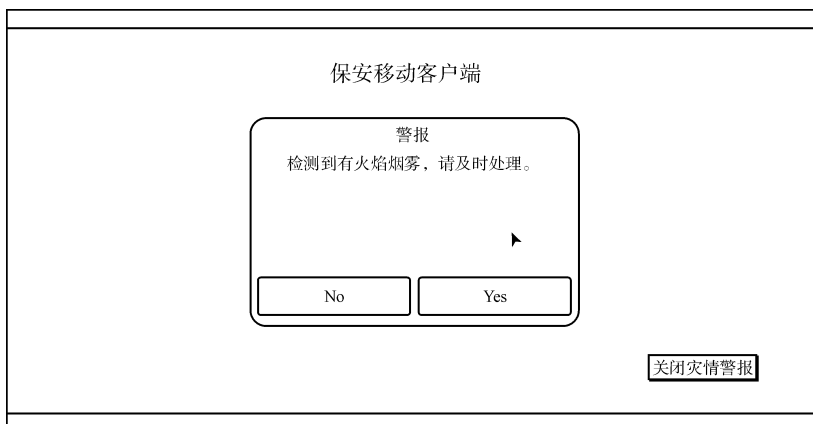 保安移动客户端
警报
检测到有火焰烟雾，请及时处理。
No
Yes
关闭灾情警报